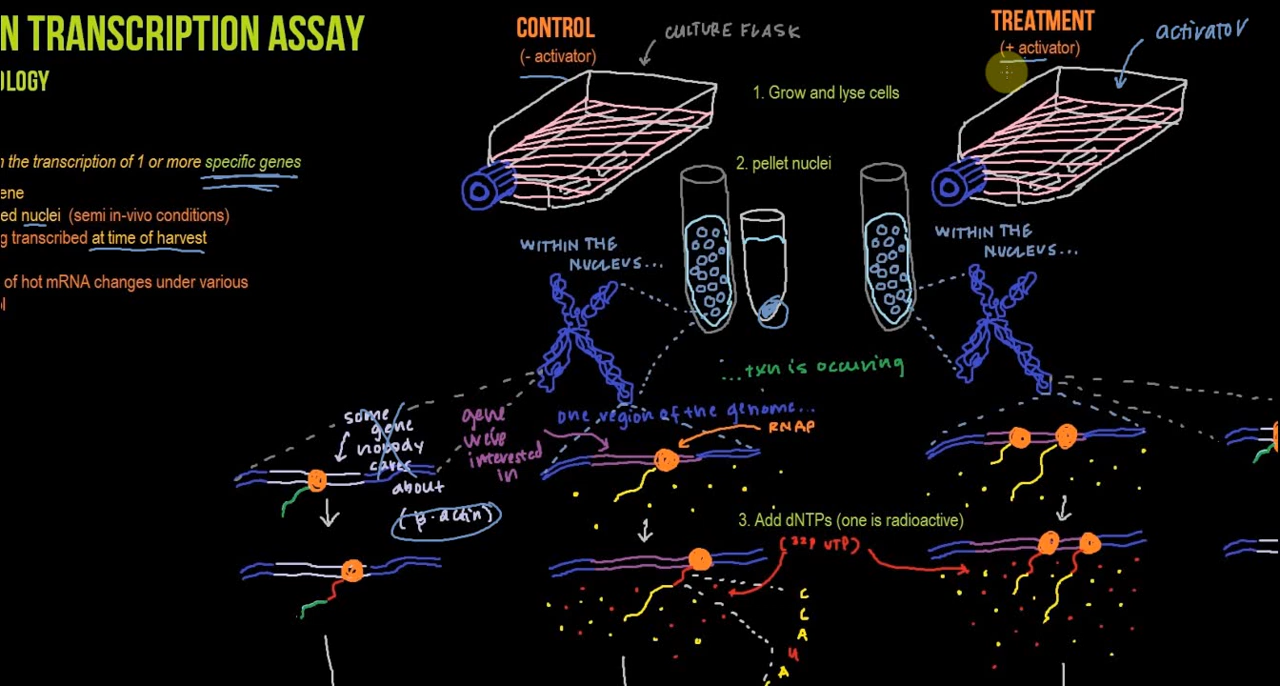 N TRANSCRIPTION ASSAY
OLOGY
n the transcription of 1 or more specific genes
ene
ed nuclei (semi in-vivo conditions)
g transcribed at time of harvest
of hot mRNA changes under various
ol
CONTROL
(- activator)
CULTURE FLASK
TREATMENT
(+ activator)
activator
1. Grow and lyse cells
2. pellet nuclei
WITHIN THE
NUCLEUS...
WITHIN THE
NUCLEUS...
...txn is occuring
some
gene
nobody
cares
about
(β-actin)
gene
we're
interested
in
one region of the genome...
RNAP
3. Add dNTPs (one is radioactive)
(32P UTP)
C
C
A
U
A